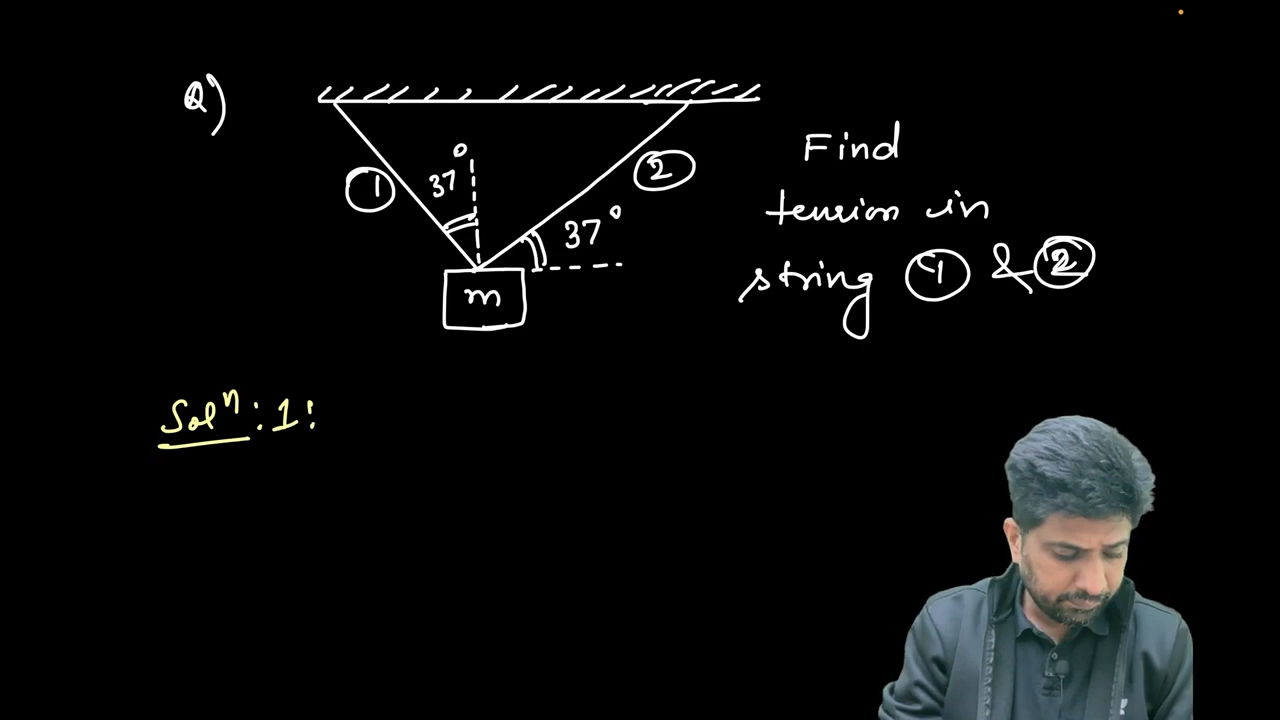 Q)
Find
tension in
string ① & ②
①
②
37°
37°
m
Solⁿ : 1 :